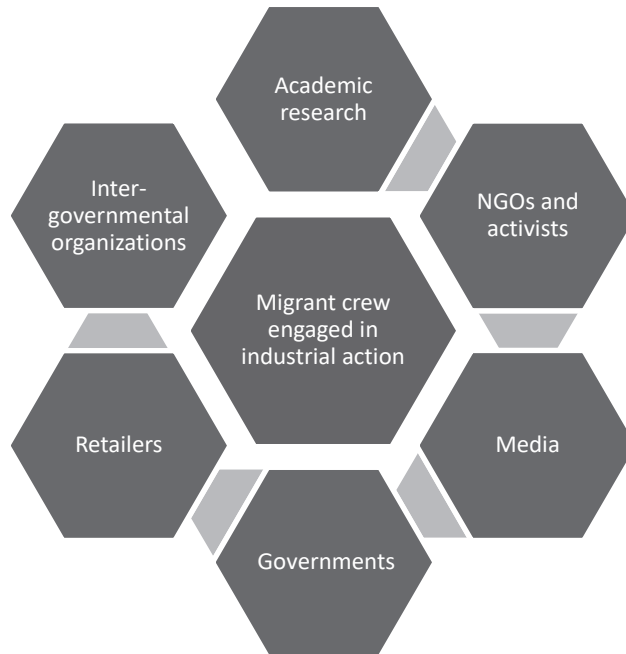 Academic
research
Inter-
governmental
organizations
NGOs and
activists
Migrant crew
engaged in
industrial action
Retailers
Media
Governments